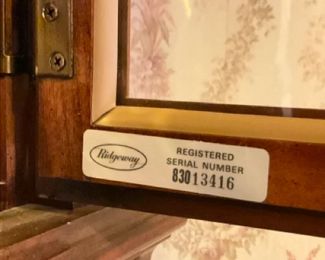 Ridgeway
REGISTERED
SERIAL NUMBER
83013416